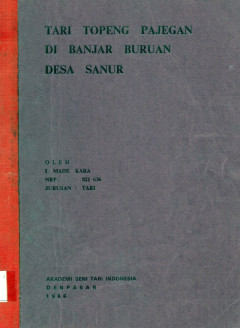 TARI TOPENG PAJEGAN
DI BANJAR BURUAN
DESA SANUR
OLEH
I MADE KARA
JURUSAN : TARI
AKADEMI SENI TARI INDONESIA
DENPASAR